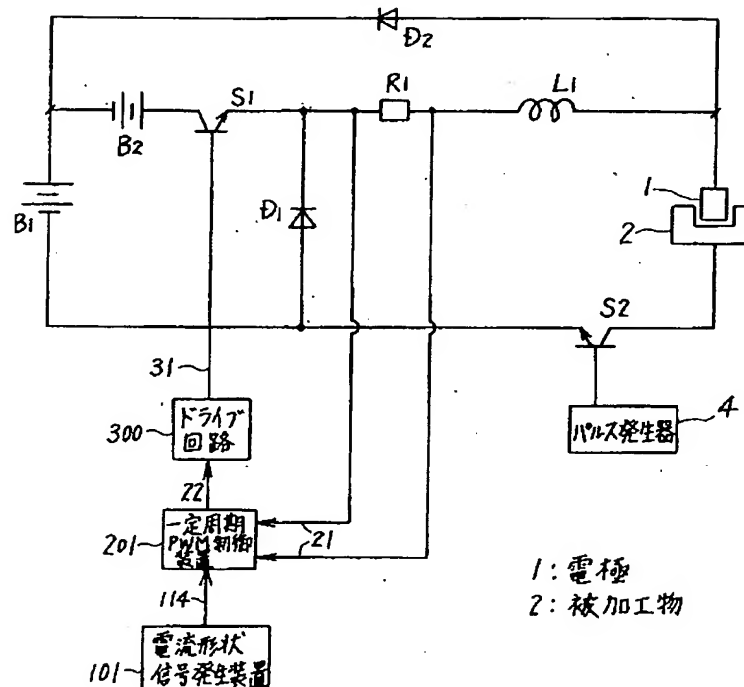 D2
S1
R1
L1
B2
B1
D1
1
2
S2
31
300
ドライブ
回路
4
パルス発生器
22
201
一定周期
PWM制御
装置
21
114
101
電流形状
信号発生装置
1:電極
2:被加工物